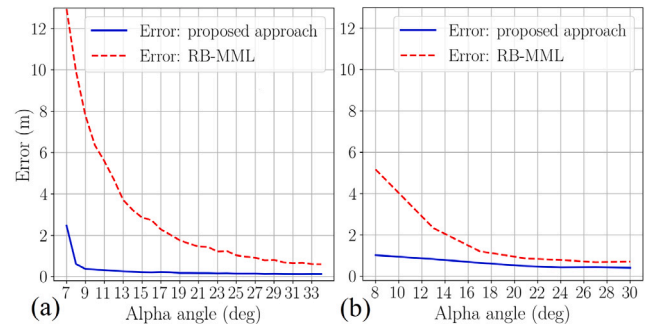 Error: proposed approach
Error: RB-MML
12
10
8
6
4
2
0
Error (m)
7 9 11 13 15 17 19 21 23 25 27 29 31 33
(a) Alpha angle (deg)
Error: proposed approach
Error: RB-MML
12
10
8
6
4
2
0
8 10 12 14 16 18 20 22 24 26 28 30
(b) Alpha angle (deg)